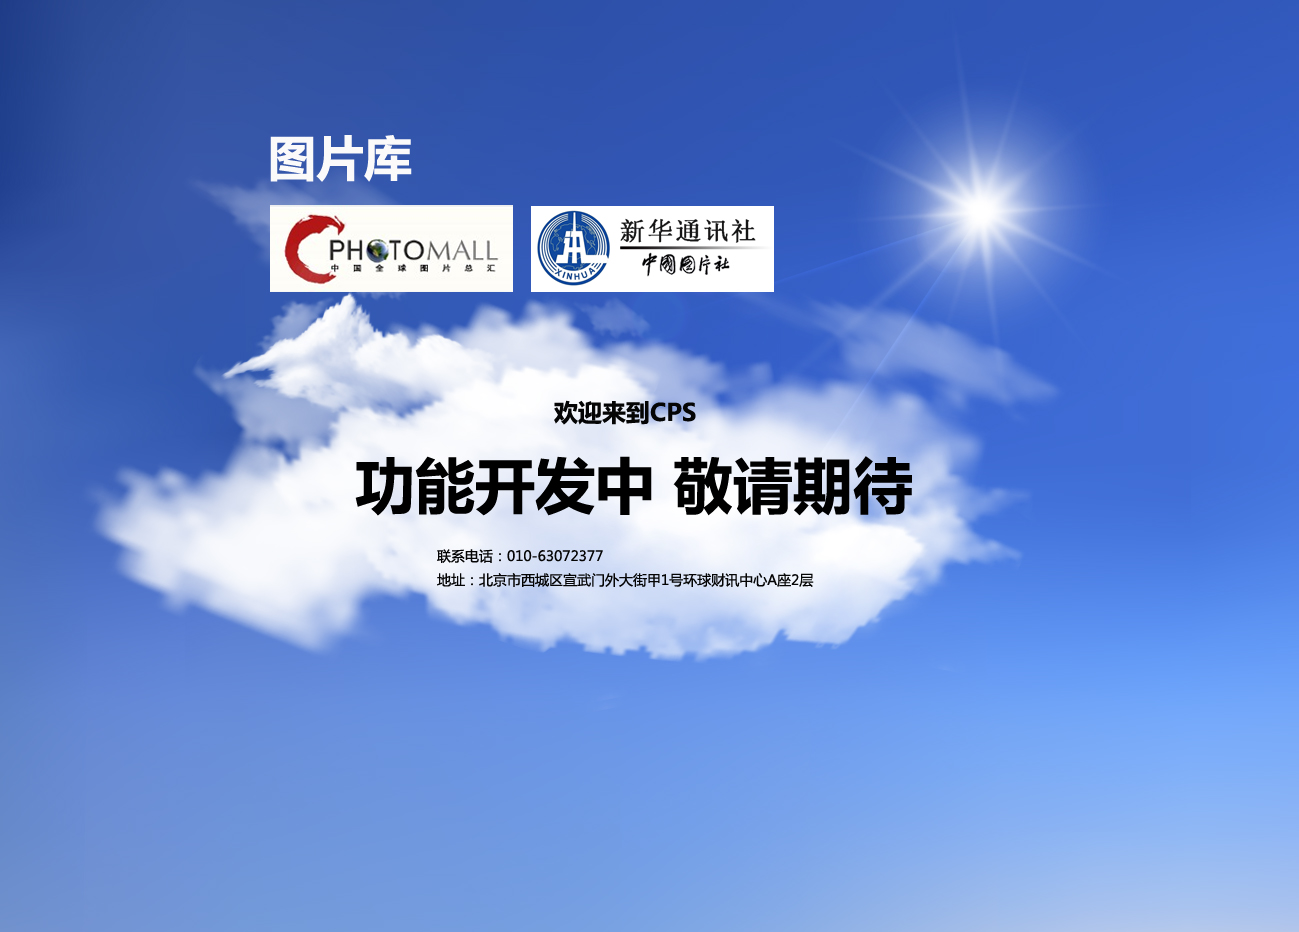 图片库
PHOTOMALL
中国全球图片总汇
新华通讯社
中国图片社
XINHUA
欢迎来到CPS
功能开发中 敬请期待
联系电话：010-63072377
地址：北京市西城区宣武门外大街甲1号环球财讯中心A座2层